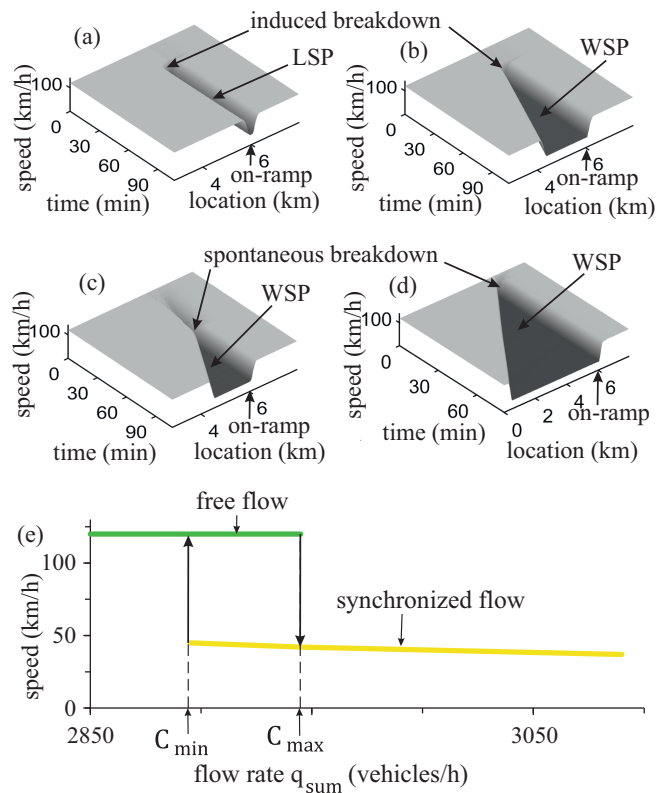 induced breakdown
(a)
LSP
(b)
WSP
speed (km/h)
100
0
30
60
90
time (min)
4
6
on-ramp
location (km)
speed (km/h)
100
0
30
60
90
time (min)
4
6
on-ramp
location (km)
spontaneous breakdown
(c)
WSP
WSP
(d)
speed (km/h)
100
0
30
60
90
time (min)
4
6
on-ramp
location (km)
speed (km/h)
100
0
30
60
time (min)
0
2
4
6
on-ramp
location (km)
(e)
free flow
synchronized flow
speed (km/h)
100
50
0
2850
C min
C max
3050
flow rate q sum (vehicles/h)